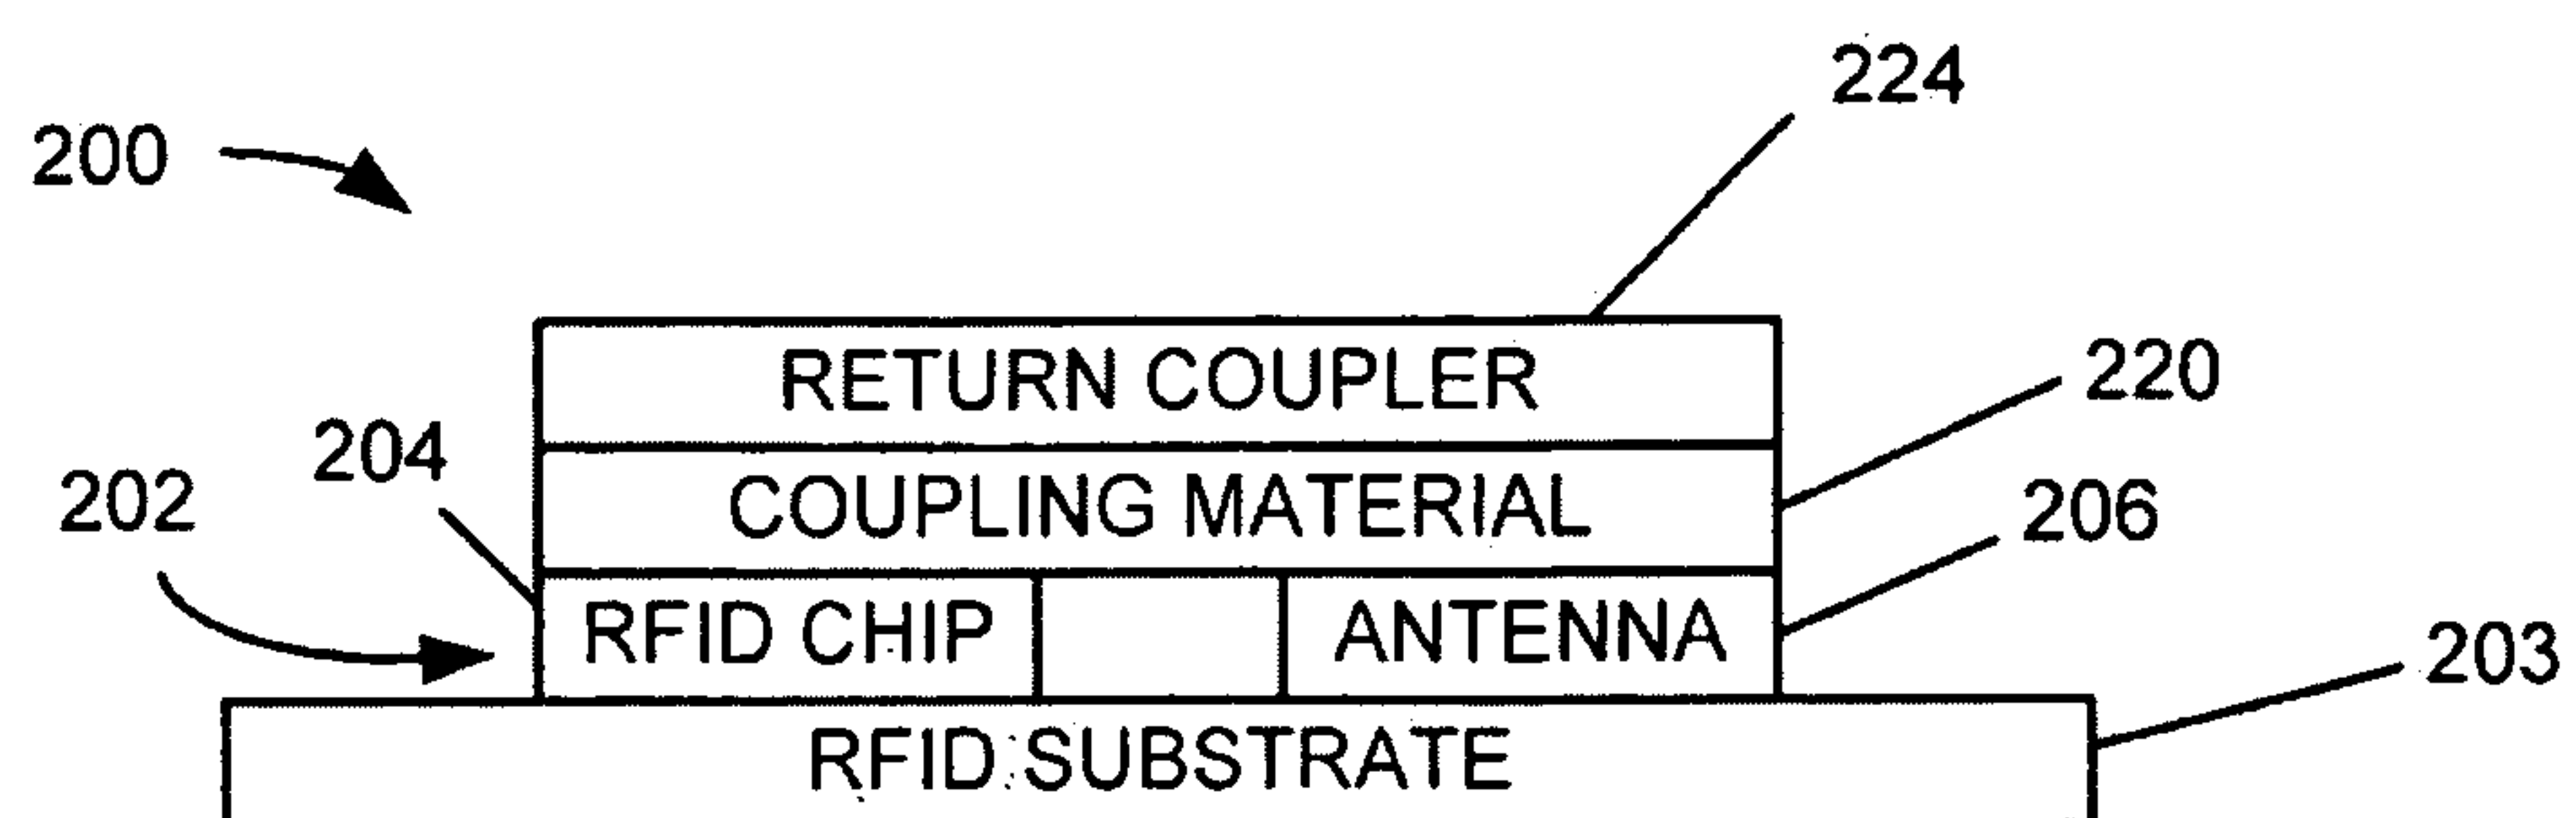 224
200
RETURN COUPLER
220
204
202
COUPLING MATERIAL
206
RFID CHIP
ANTENNA
203
RFID SUBSTRATE